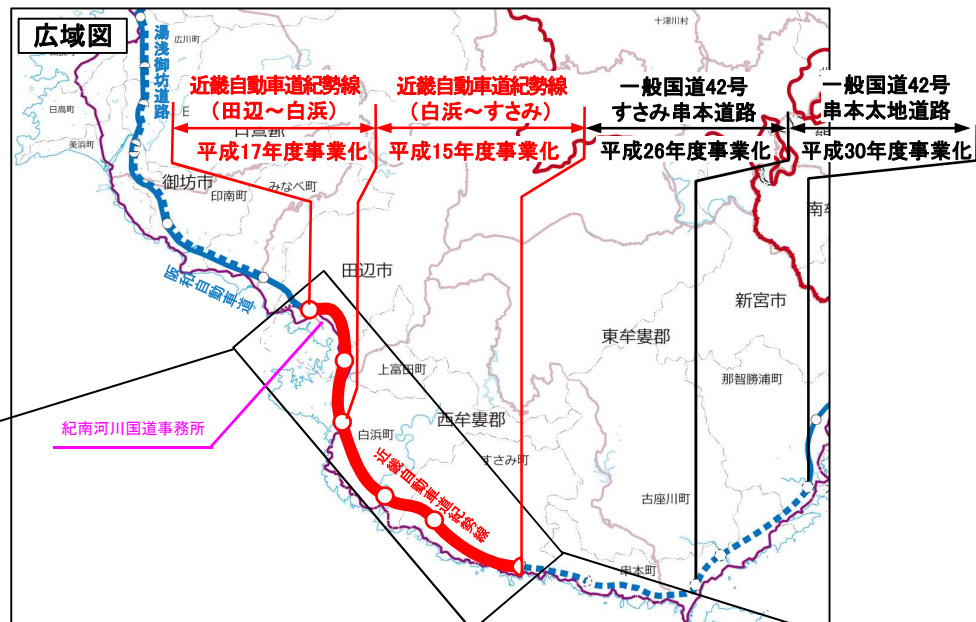 広域図
湯浅御坊道路
広川町
十津川村
近畿自動車道紀勢線
(田辺~白浜)
平成17年度事業化
近畿自動車道紀勢線
(白浜~すさみ)
平成15年度事業化
一般国道42号
すさみ串本道路
平成26年度事業化
一般国道42号
串本太地道路
平成30年度事業化
日高町
日高郡
美浜町
御坊市
印南町
みなべ町
田辺市
阪和自動車道
新宮市
東牟婁郡
上富田町
那智勝浦町
西牟婁郡
紀南河川国道事務所
白浜町
すさみ町
近畿自動車道紀勢線
古座川町
串本町